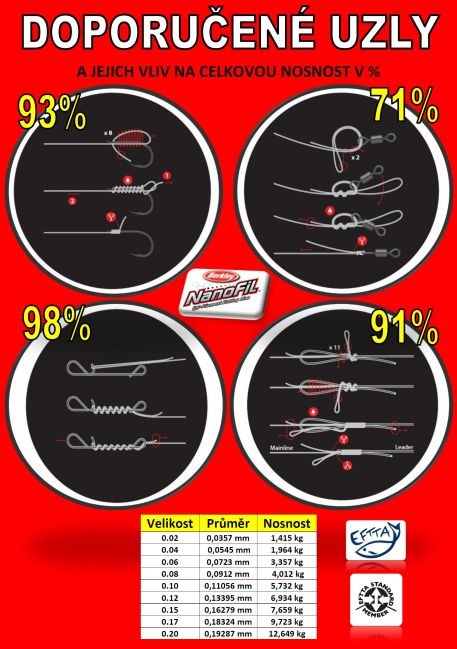 DOPORUČENÉ UZLY
A JEJICH VLIV NA CELKOVOU NOSNOST V %
93%
71%
x 8
1
2
x 2
Berkley
NANOFIL
98%
91%
x 11
Mainline
Leader
Velikost Průměr Nosnost
0.02 0,0357 mm 1,415 kg
0.04 0,0545 mm 1,964 kg
0.06 0,0723 mm 3,357 kg
0.08 0,0912 mm 4,012 kg
0.10 0,11056 mm 5,732 kg
0.12 0,13395 mm 6,934 kg
0.15 0,16279 mm 7,659 kg
0.17 0,18324 mm 9,723 kg
0.20 0,19287 mm 12,649 kg
EFTTA
EFTTA STANDARD
MEMBER